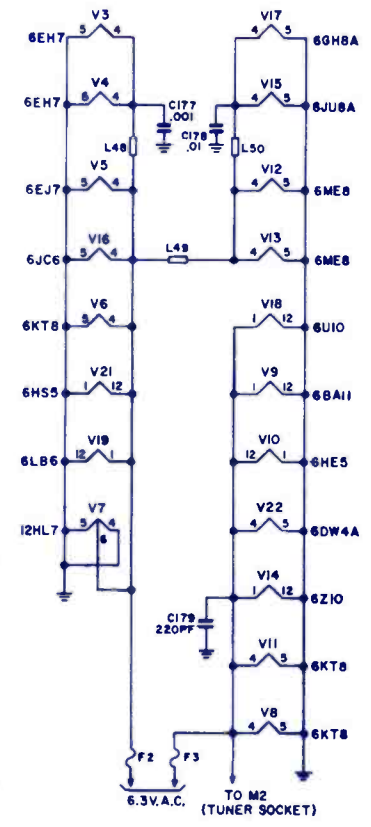 V3
6EH7 5 4
V17
4 5 6GH8A
V4
6EH7 6 4
C177
.001
V15
4 5 6JU8A
C178
.01
L48
L50
V5
6EJ7 5 4
V12
4 5 6ME8
V16
6JC6 5 4
L49
V13
4 5 6ME8
V6
6KT8 5 4
V18
1 12 6U10
V21
6HS5 1 12
V9
1 12 6BA11
V19
6LB6 12 1
V10
12 1 6HE5
V7
12HL7 5 4
6
V22
4 5 6DW4A
V14
1 12 6Z10
C179
220PF
V11
4 5 6KT8
V8
4 5 6KT8
F2
F3
6.3V.A.C.
TO M2
(TUNER SOCKET)